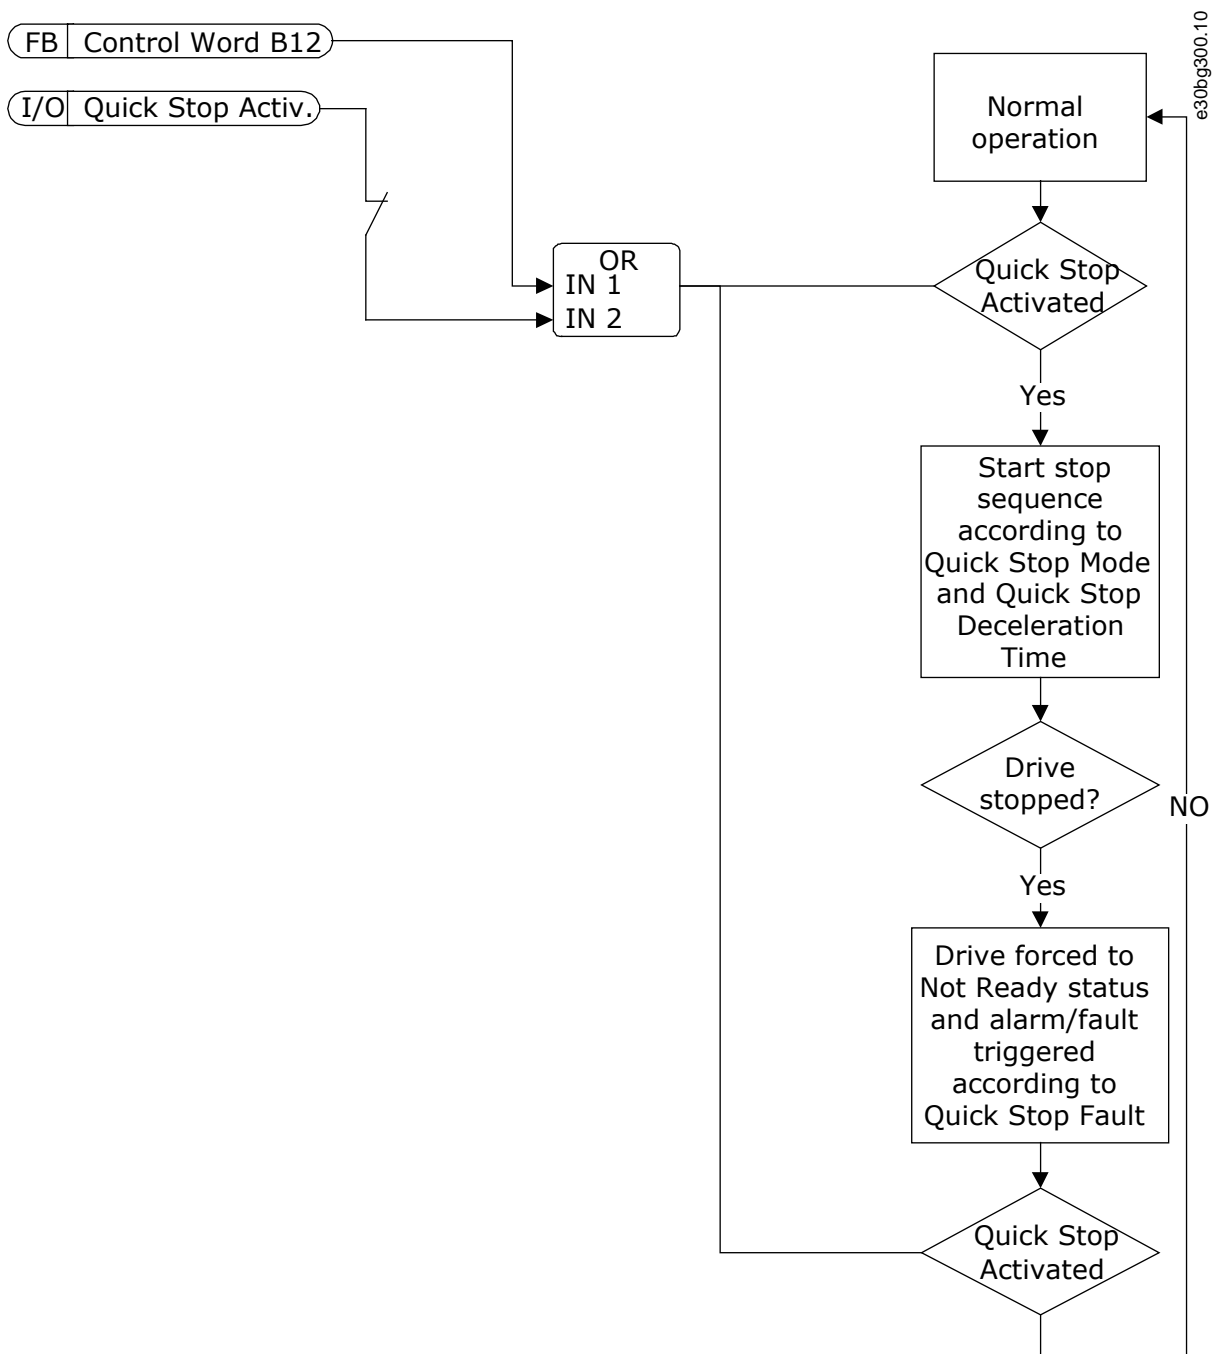 FB Control Word B12
I/O Quick Stop Activ.
OR
IN 1
IN 2
e30bg300.10
Normal
operation
Quick Stop
Activated
Yes
Start stop
sequence
according to
Quick Stop Mode
and Quick Stop
Deceleration
Time
Drive
stopped?
NO
Yes
Drive forced to
Not Ready status
and alarm/fault
triggered
according to
Quick Stop Fault
Quick Stop
Activated